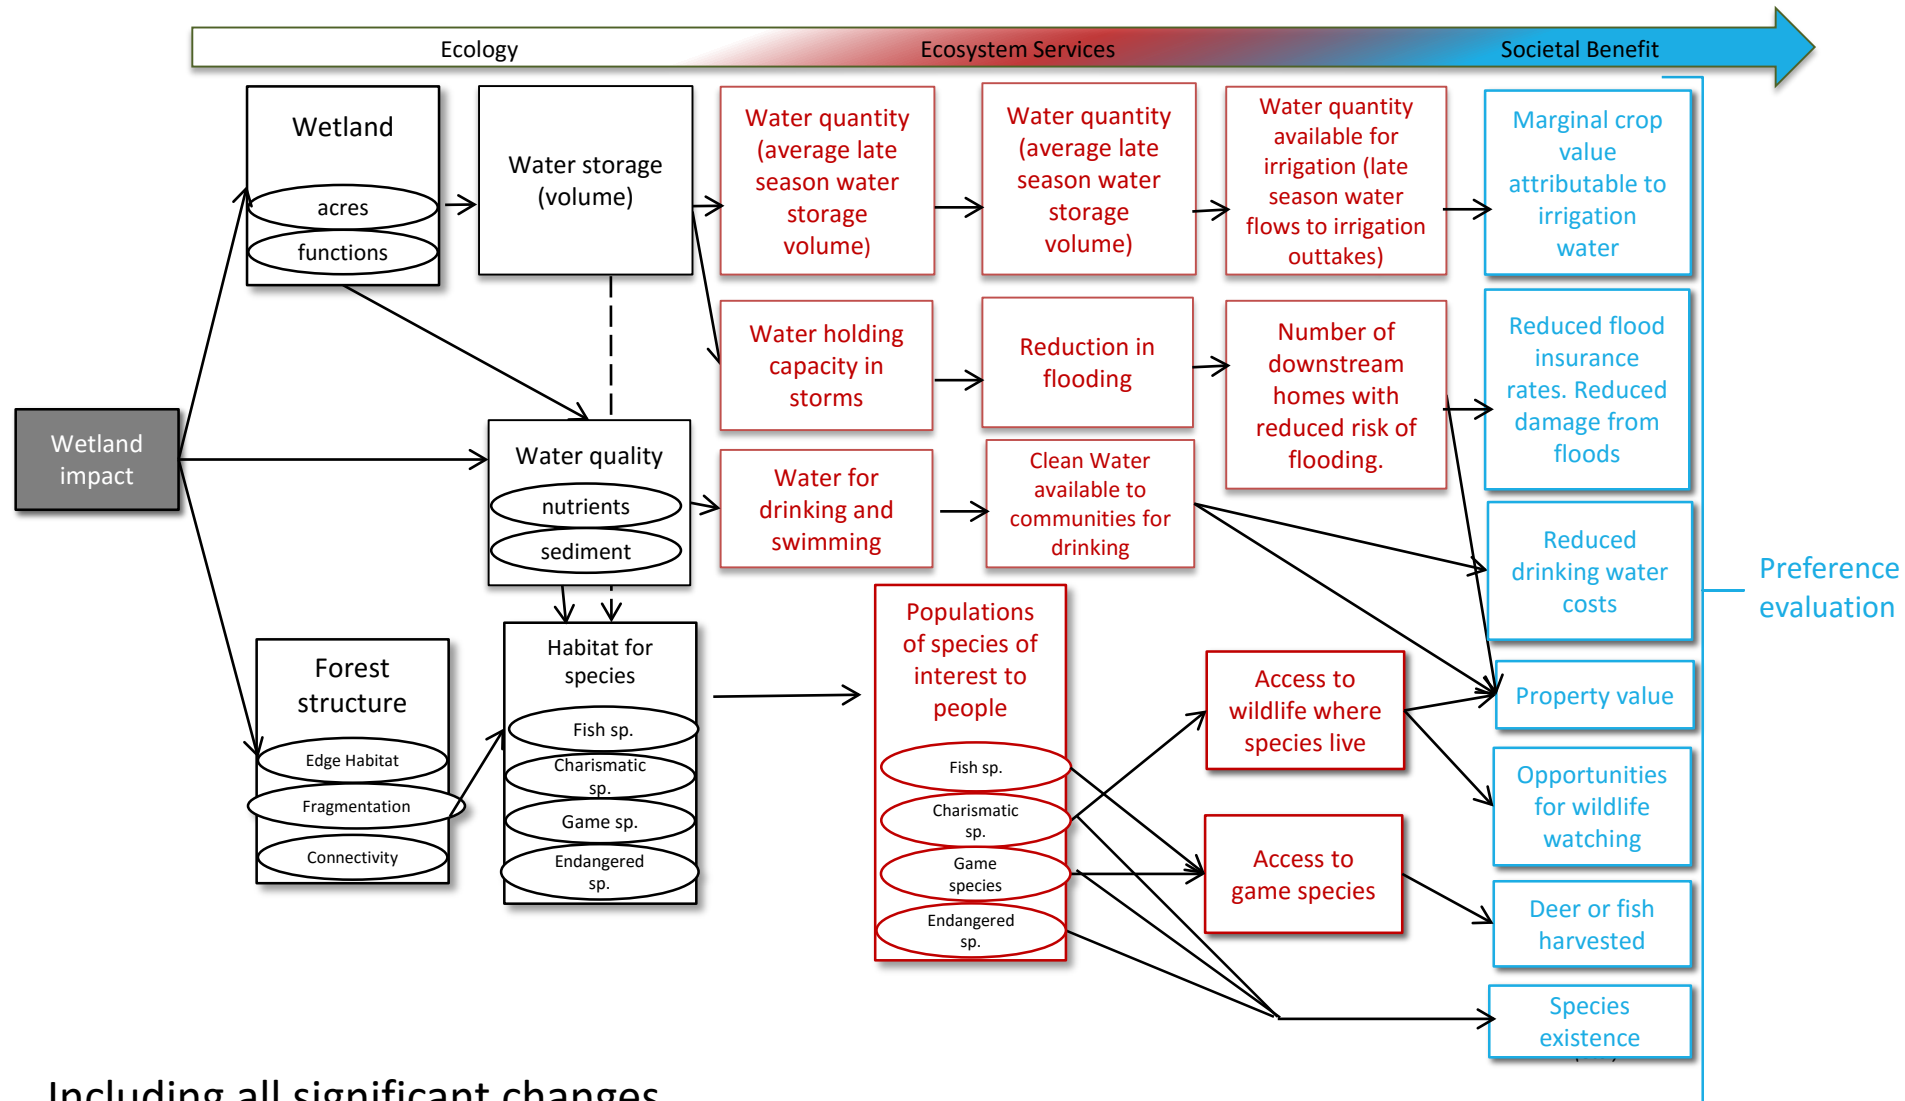 Ecology
Ecosystem Services
Societal Benefit
Wetland
acres
functions
Water storage
(volume)
Water quantity
(average late
season water
storage
volume)
Water quantity
(average late
season water
storage
volume)
Water quantity
available for
irrigation (late
season water
flows to irrigation
outtakes)
Marginal crop
value
attributable to
irrigation
water
Water holding
capacity in
storms
Reduction in
flooding
Number of
downstream
homes with
reduced risk of
flooding.
Reduced flood
insurance
rates. Reduced
damage from
floods
Wetland
impact
Water quality
nutrients
sediment
Water for
drinking and
swimming
Clean Water
available to
communities for
drinking
Reduced
drinking water
costs
Preference
evaluation
Forest
structure
Edge Habitat
Fragmentation
Connectivity
Habitat for
species
Fish sp.
Charismatic
sp.
Game sp.
Endangered
sp.
Populations
of species of
interest to
people
Fish sp.
Charismatic
sp.
Game
species
Endangered
sp.
Access to
wildlife where
species live
Access to
game species
Property value
Opportunities
for wildlife
watching
Deer or fish
harvested
Species
existence
Including all significant changes